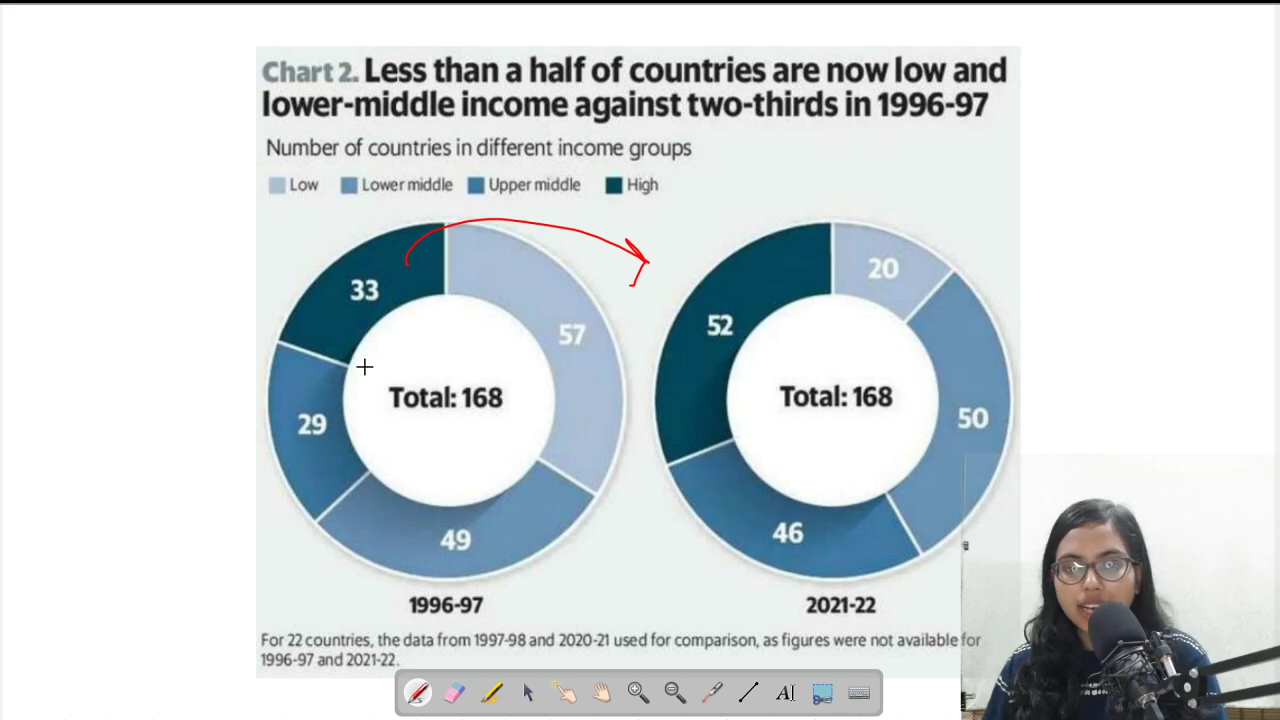 Chart 2. Less than a half of countries are now low and
lower-middle income against two-thirds in 1996-97
Number of countries in different income groups
Low Lower middle Upper middle High
33
57
29
49
Total: 168
1996-97
20
52
50
46
Total: 168
2021-22
For 22 countries, the data from 1997-98 and 2020-21 used for comparison, as figures were not available for
1996-97 and 2021-22.
A